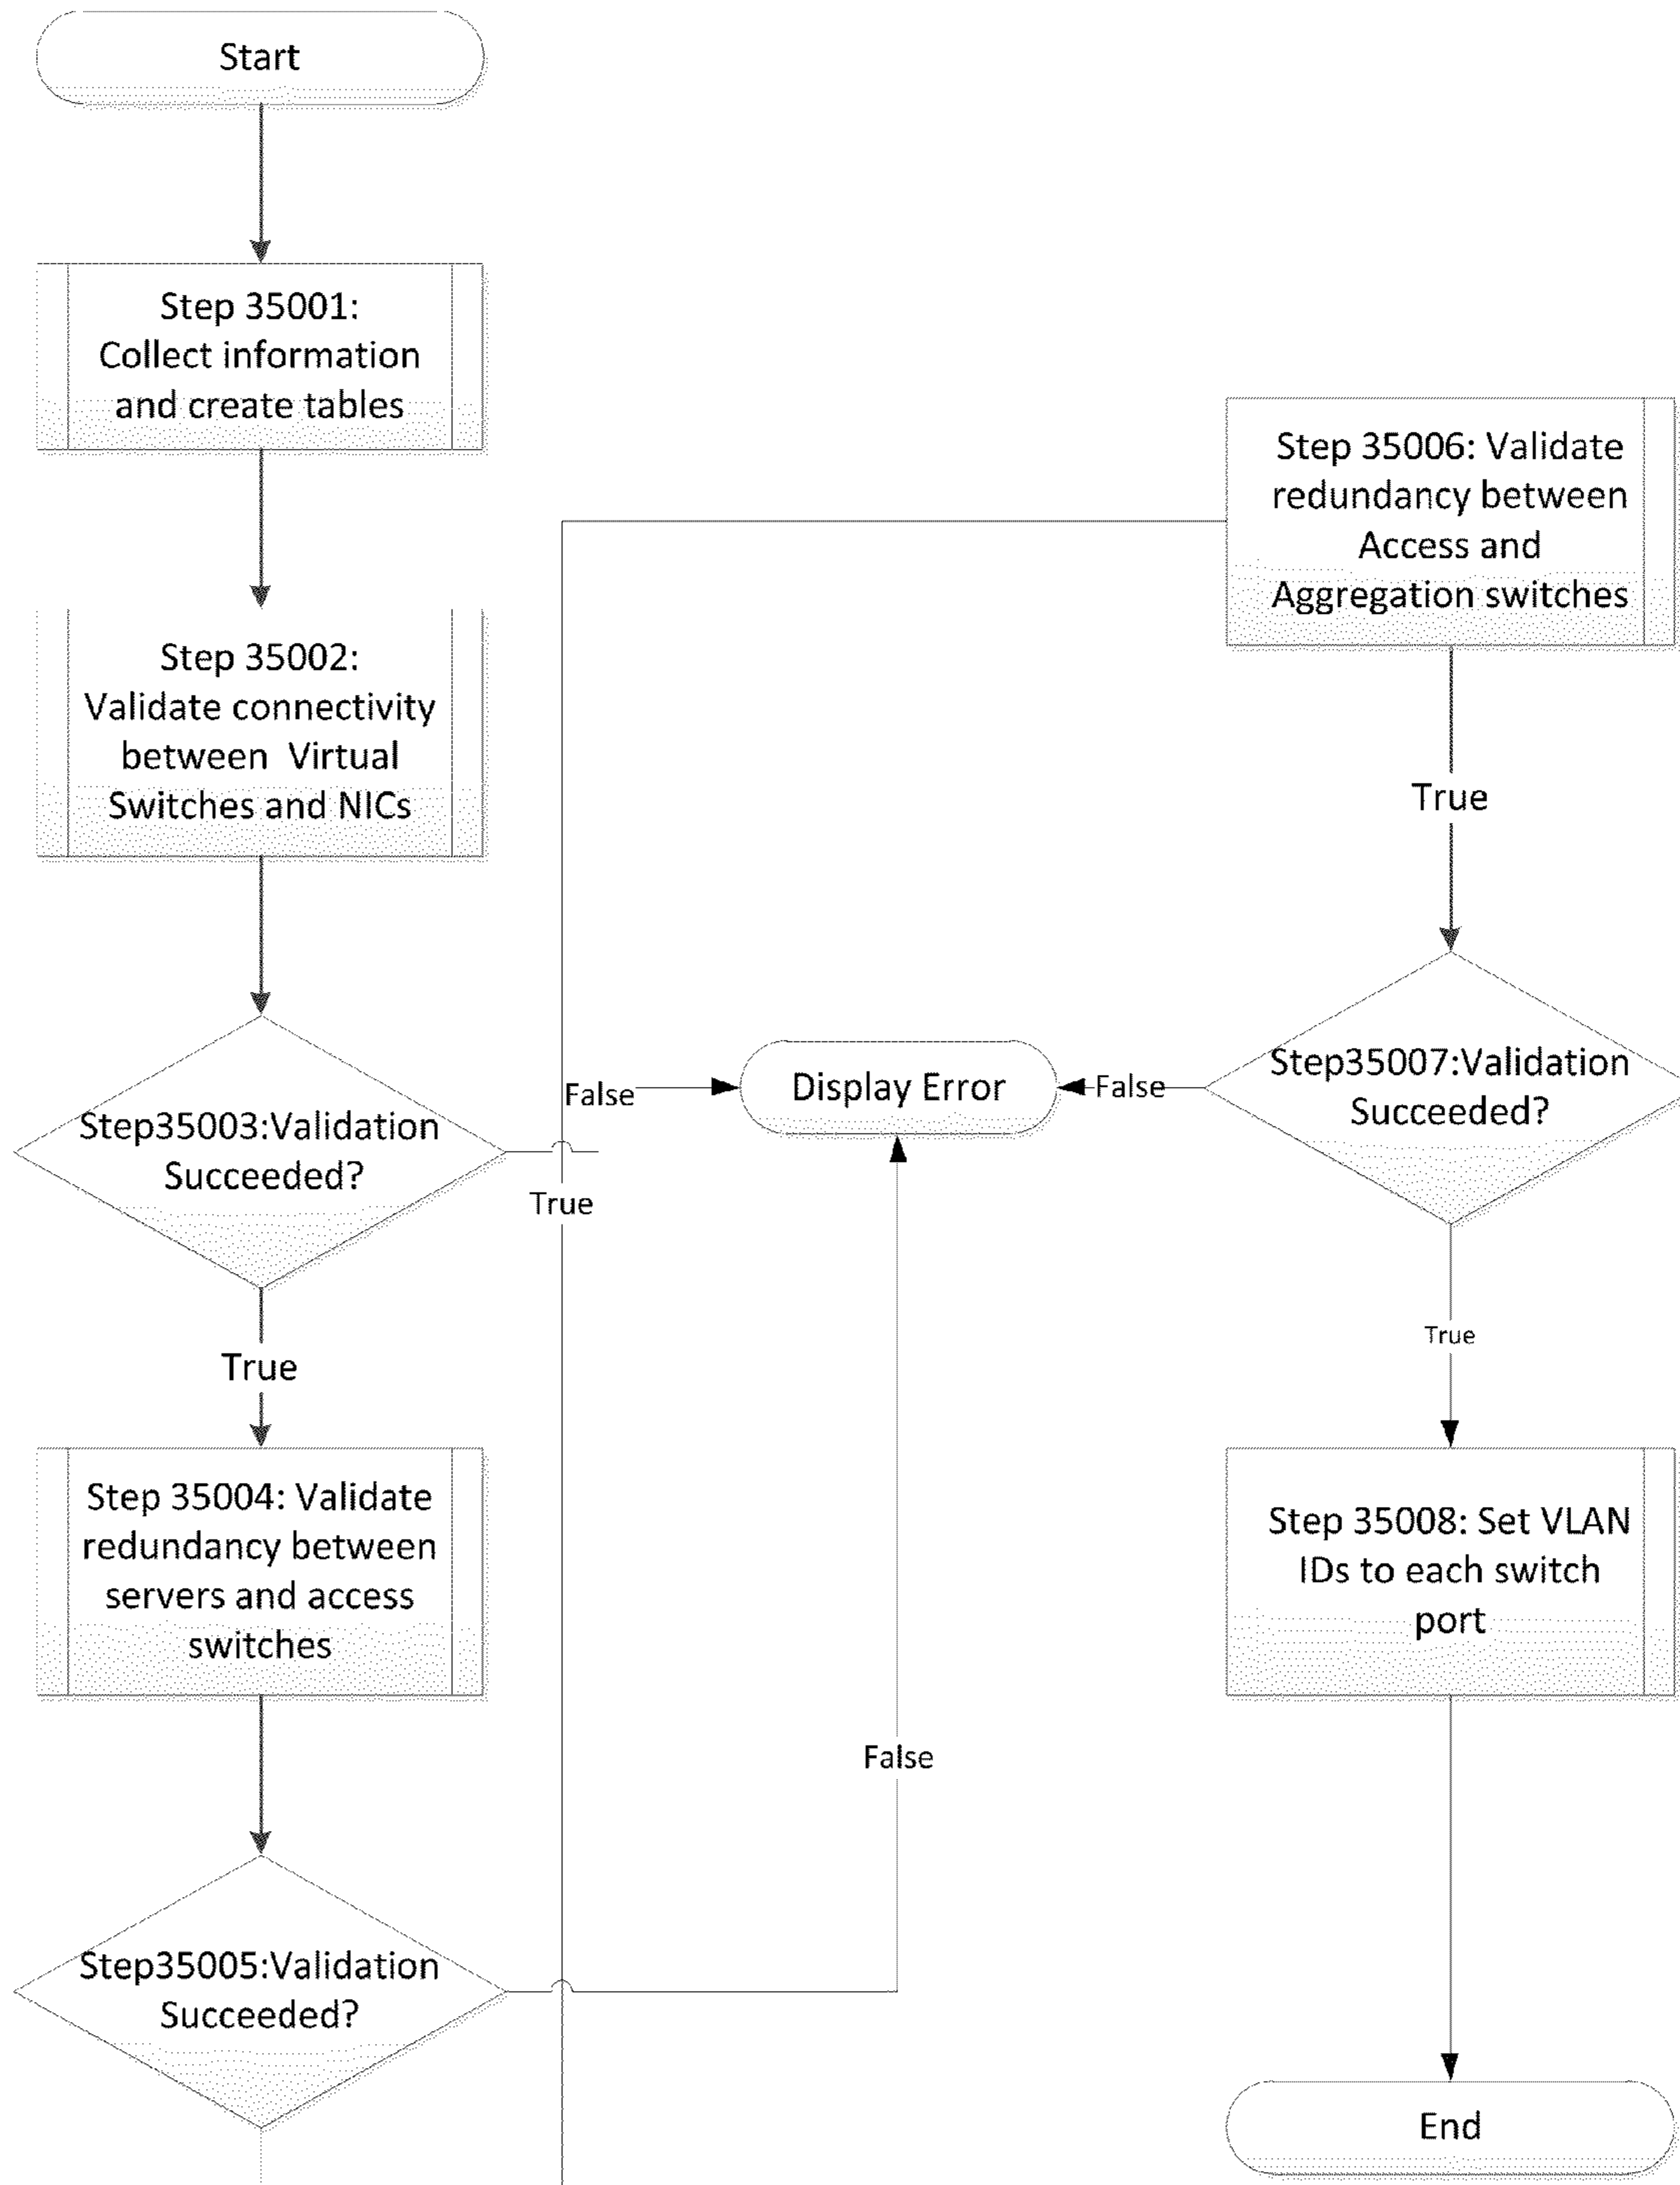 Start
Step 35001:
Collect information
and create tables
Step 35002:
Validate connectivity
between Virtual
Switches and NICs
Step35003:Validation
Succeeded?
True
Step 35004: Validate
redundancy between
servers and access
switches
Step35005:Validation
Succeeded?
False
True
Display Error
False
False
Step 35006: Validate
redundancy between
Access and
Aggregation switches
True
Step35007:Validation
Succeeded?
True
Step 35008: Set VLAN
IDs to each switch
port
End